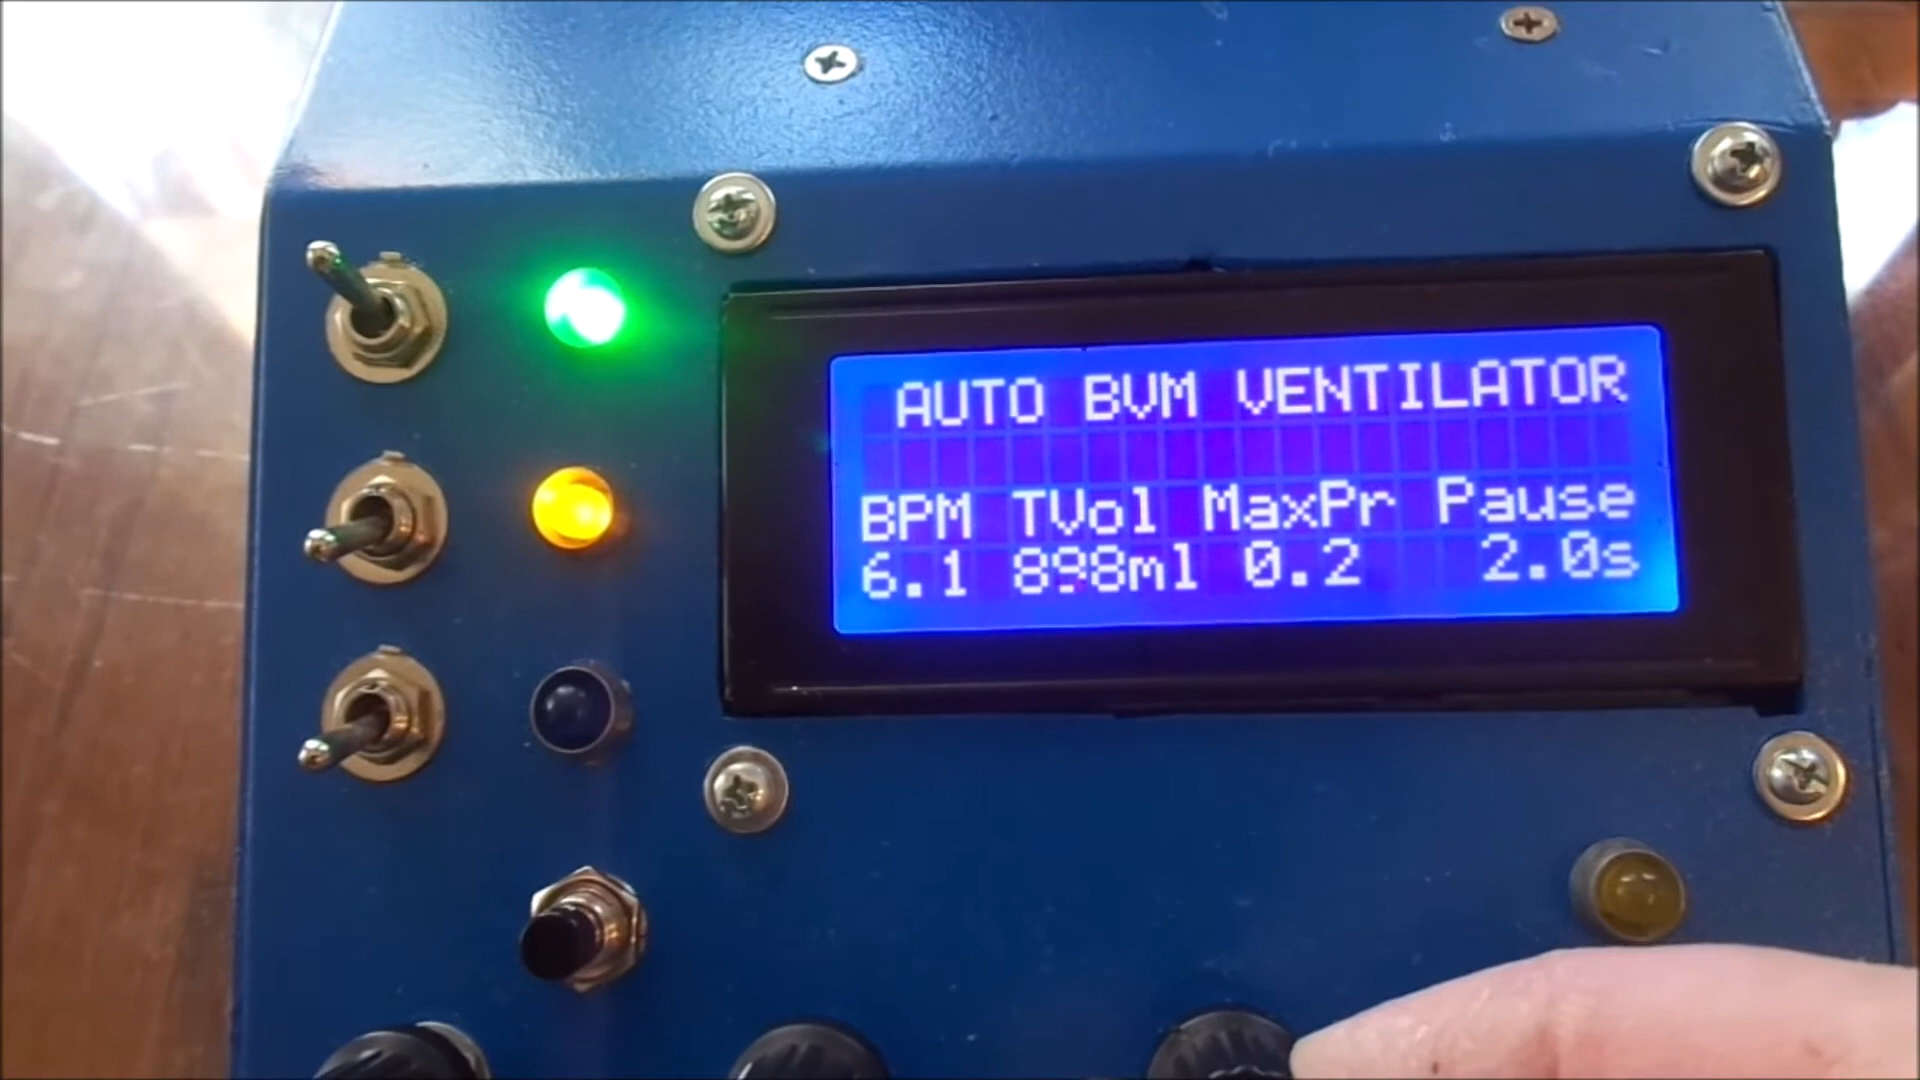 AUTO BVM VENTILATOR
BPM TVol MaxPr Pause
6.1 898ml 0.2 2.0s